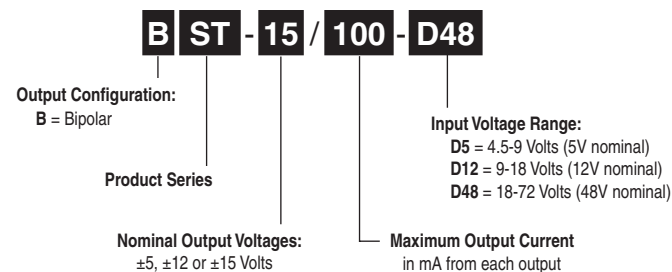 B ST - 15 / 100 - D48
Output Configuration:
B = Bipolar
Product Series
Nominal Output Voltages:
±5, ±12 or ±15 Volts
Input Voltage Range:
D5 = 4.5-9 Volts (5V nominal)
D12 = 9-18 Volts (12V nominal)
D48 = 18-72 Volts (48V nominal)
Maximum Output Current
in mA from each output